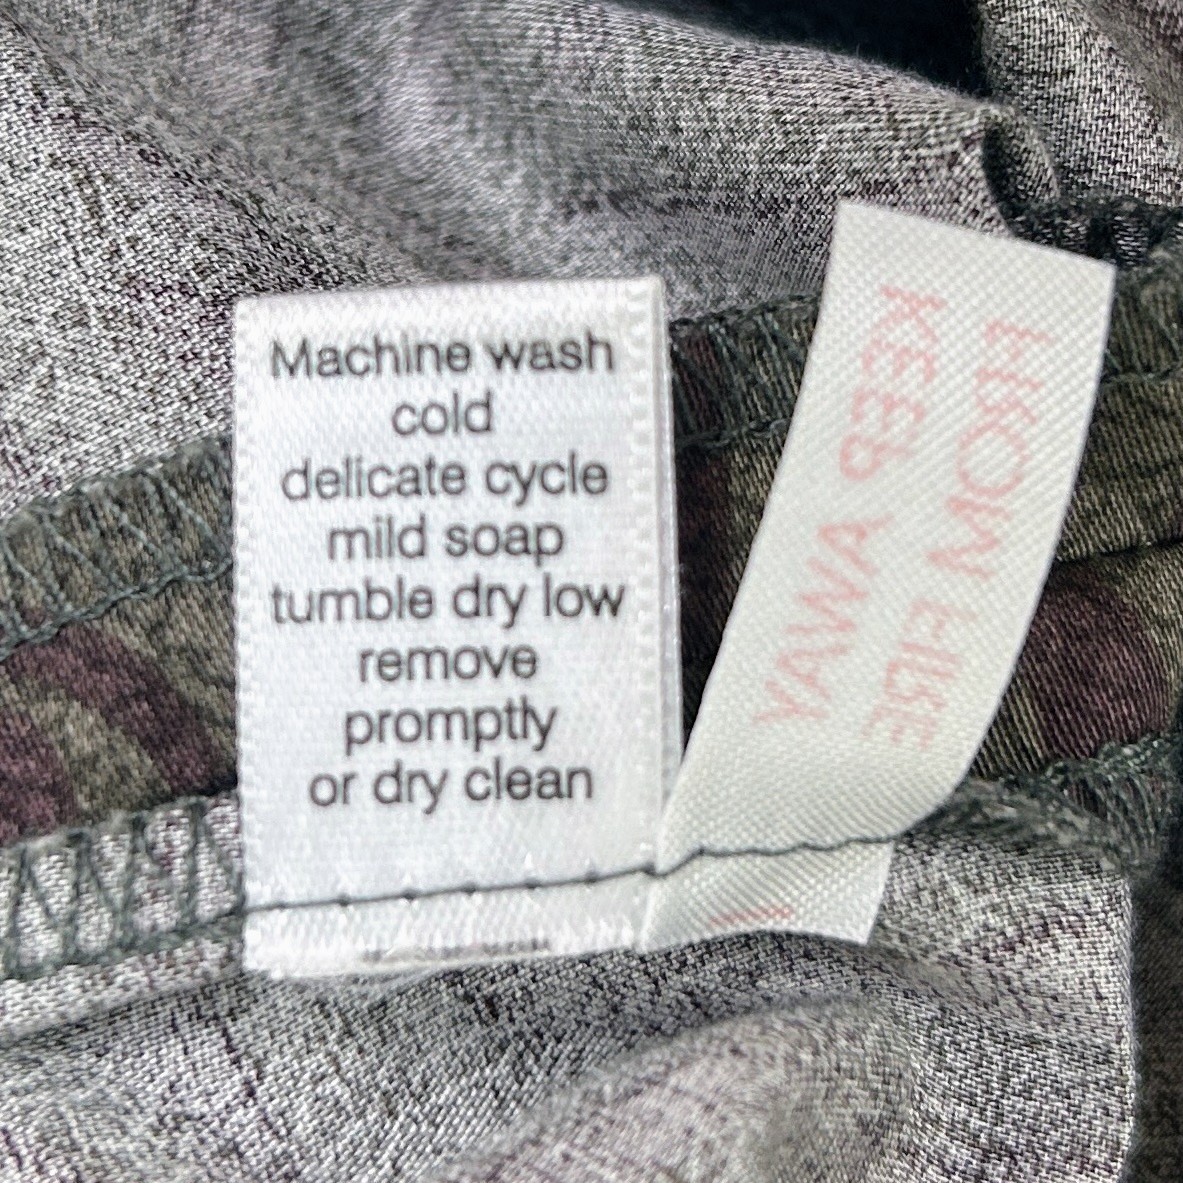 Machine wash
cold
delicate cycle
mild soap
tumble dry low
remove
promptly
or dry clean
KEEP AWAY
FROM FIRE